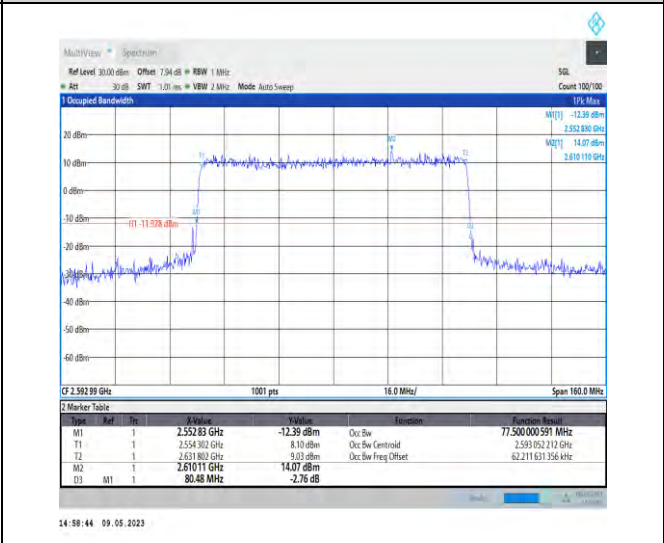 MultiView Spectrum
Ref Level 30.00 dBm Offset 7.94 dB RBW 1 MHz SGL
Att 30 dB SWT 1.01 ms VBW 2 MHz Mode Auto Sweep Count 100/100
1 Occupied Bandwidth 1Pk Max
M1[1] -12.39 dBm
2.552 830 GHz
M2[1] 14.07 dBm
2.610 110 GHz
20 dBm
M2
T1
T2
10 dBm
0 dBm
-10 dBm
M1
H1 -11.928 dBm
D3
-20 dBm
-30 dBm
-40 dBm
-50 dBm
-60 dBm
CF 2.592 99 GHz 1001 pts 16.0 MHz/ Span 160.0 MHz
2 Marker Table
Type Ref Trc X-Value Y-Value Function Function Result
M1 1 2.552 83 GHz -12.39 dBm Occ Bw 77.500 000 591 MHz
T1 1 2.554 302 GHz 8.10 dBm Occ Bw Centroid 2.593 052 212 GHz
T2 1 2.631 802 GHz 9.03 dBm Occ Bw Freq Offset 62.211 631 356 kHz
M2 1 2.610 11 GHz 14.07 dBm
D3 M1 1 80.48 MHz -2.76 dB
14:58:44 09.05.2023